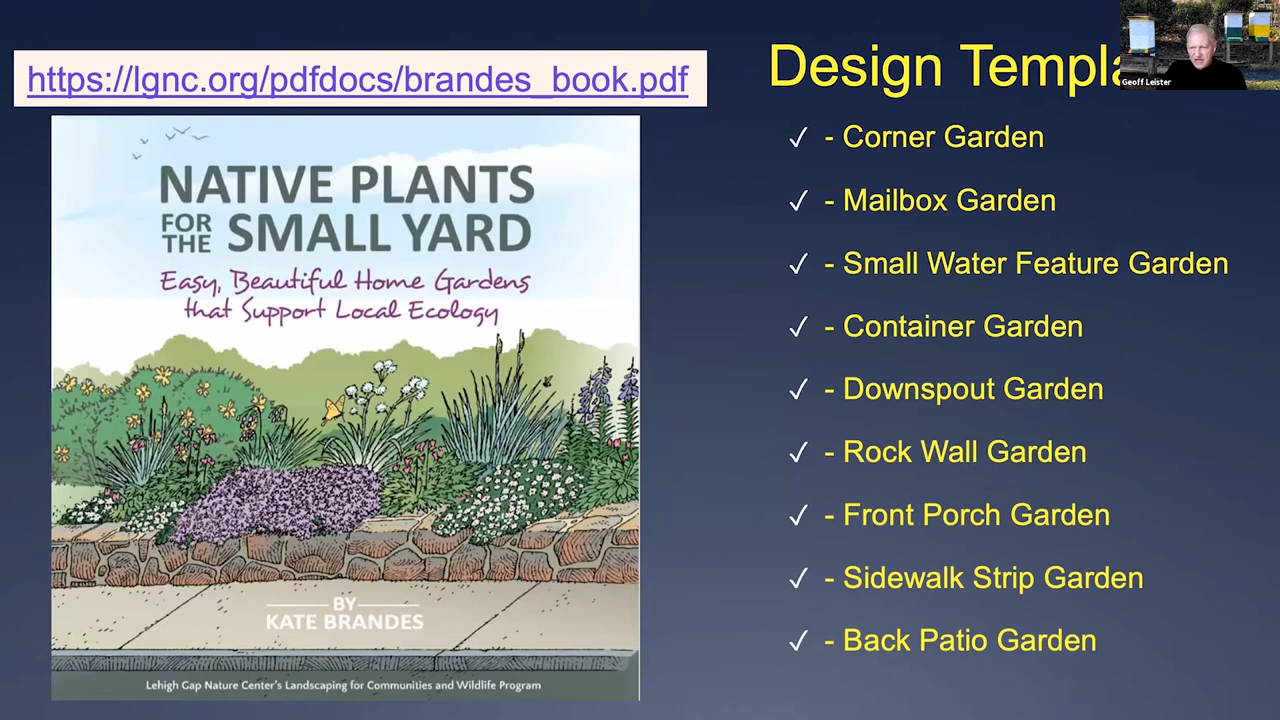 https://lgnc.org/pdfdocs/brandes_book.pdf
NATIVE PLANTS
FOR THE SMALL YARD
Easy, Beautiful Home Gardens
that Support Local Ecology
BY
KATE BRANDES
Lehigh Gap Nature Center's Landscaping for Communities and Wildlife Program
Design Templa
Geoff Leister
✓ - Corner Garden
✓ - Mailbox Garden
✓ - Small Water Feature Garden
✓ - Container Garden
✓ - Downspout Garden
✓ - Rock Wall Garden
✓ - Front Porch Garden
✓ - Sidewalk Strip Garden
✓ - Back Patio Garden